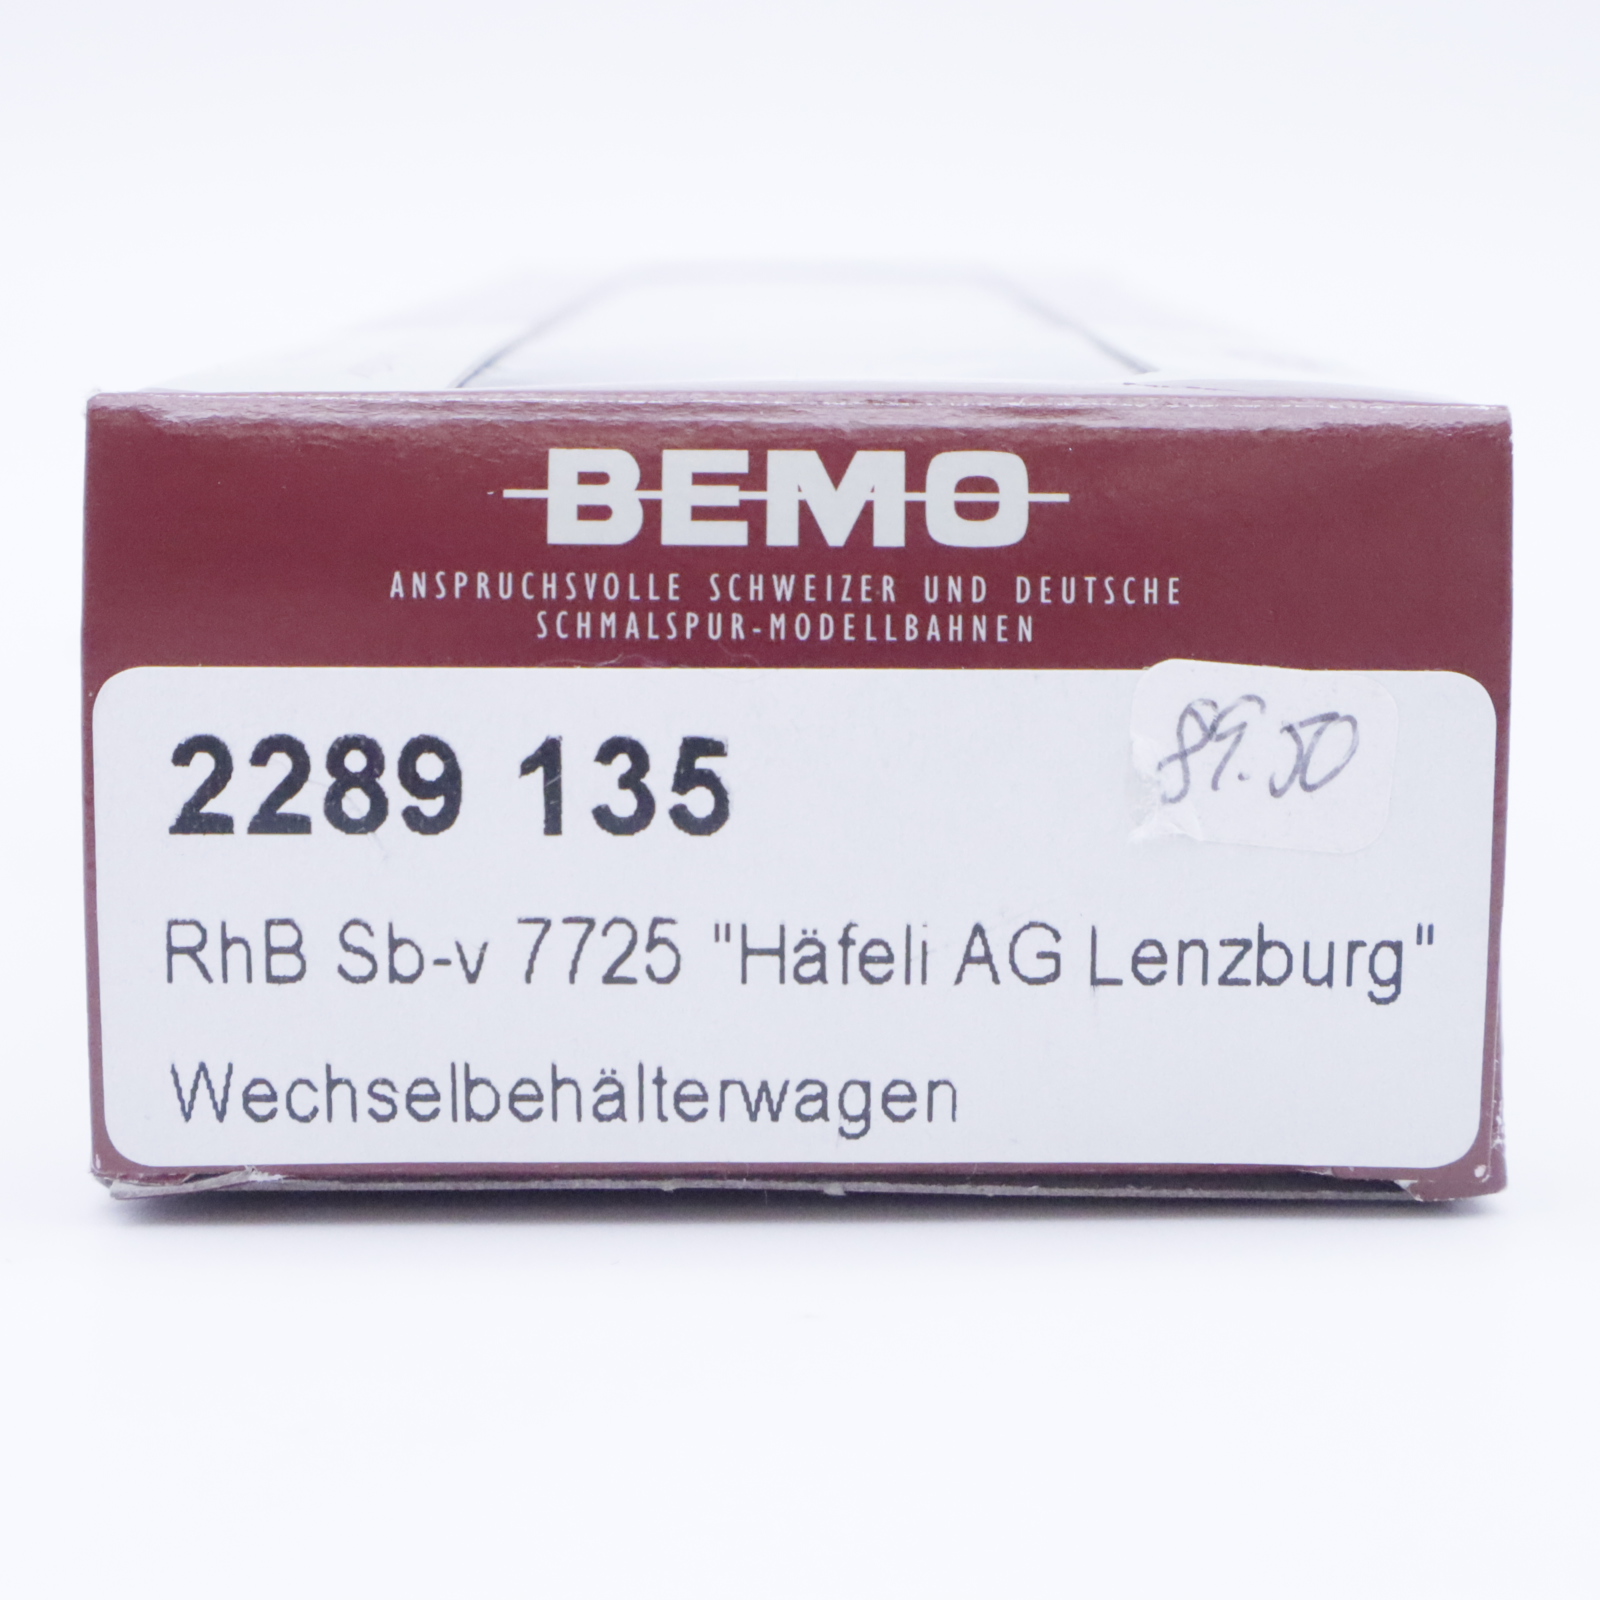 BEMO
ANSPRUCHSVOLLE SCHWEIZER UND DEUTSCHE
SCHMALSPUR-MODELLBAHNEN
2289 135
89.50
RhB Sb-v 7725 "Häfeli AG Lenzburg"
Wechselbehälterwagen